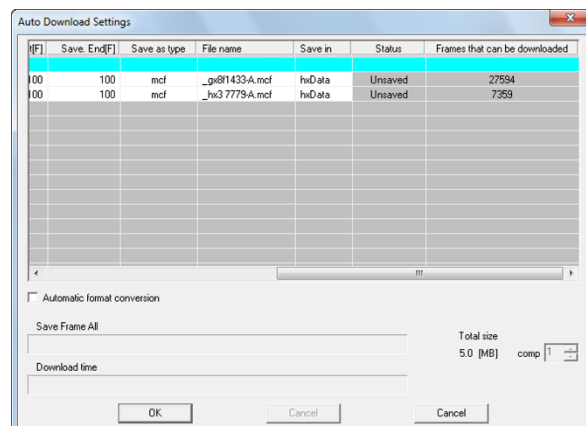 Auto Download Settings
t[F] Save. End[F] Save as type File name Save in Status Frames that can be downloaded
100 100 mcf _gx8f1433-A.mcf hxData Unsaved 27594
100 100 mcf _hx3 7779-A.mcf hxData Unsaved 7359
Automatic format conversion
Save Frame All
Total size
5.0 [MB] comp 1
Download time
OK Cancel Cancel